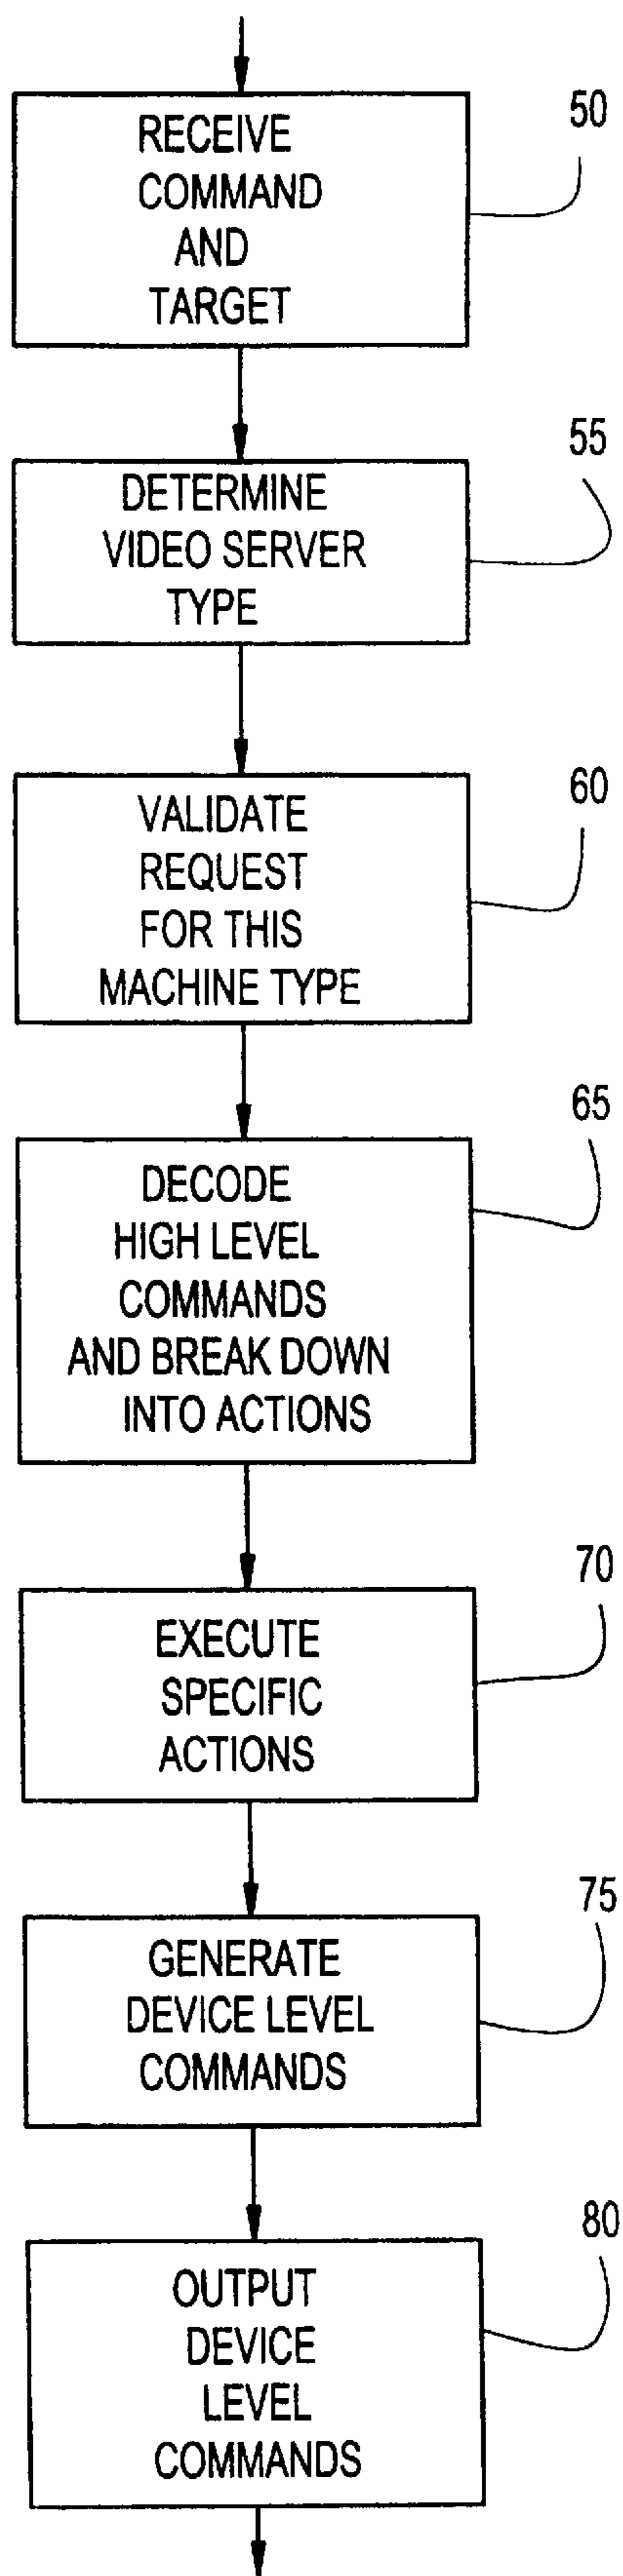 RECEIVE
COMMAND
AND
TARGET
50
DETERMINE
VIDEO SERVER
TYPE
55
VALIDATE
REQUEST
FOR THIS
MACHINE TYPE
60
DECODE
HIGH LEVEL
COMMANDS
AND BREAK DOWN
INTO ACTIONS
65
EXECUTE
SPECIFIC
ACTIONS
70
GENERATE
DEVICE LEVEL
COMMANDS
75
OUTPUT
DEVICE
LEVEL
COMMANDS
80